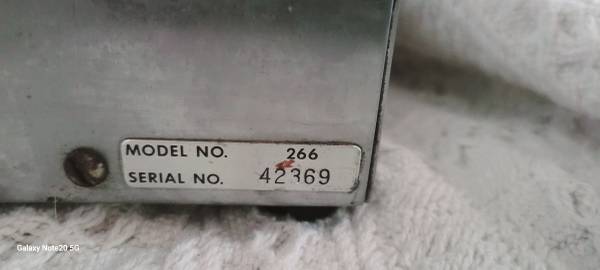 MODEL NO. 266
SERIAL NO. 42369
Galaxy Note20 5G